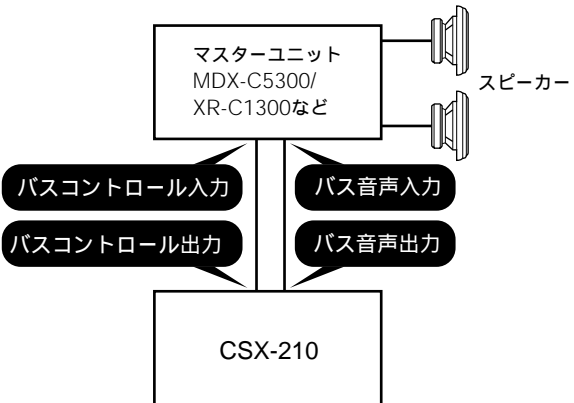 マスターユニット
MDX-C5300/
XR-C1300など
スピーカー
バスコントロール入力
バス音声入力
バスコントロール出力
バス音声出力
CSX-210